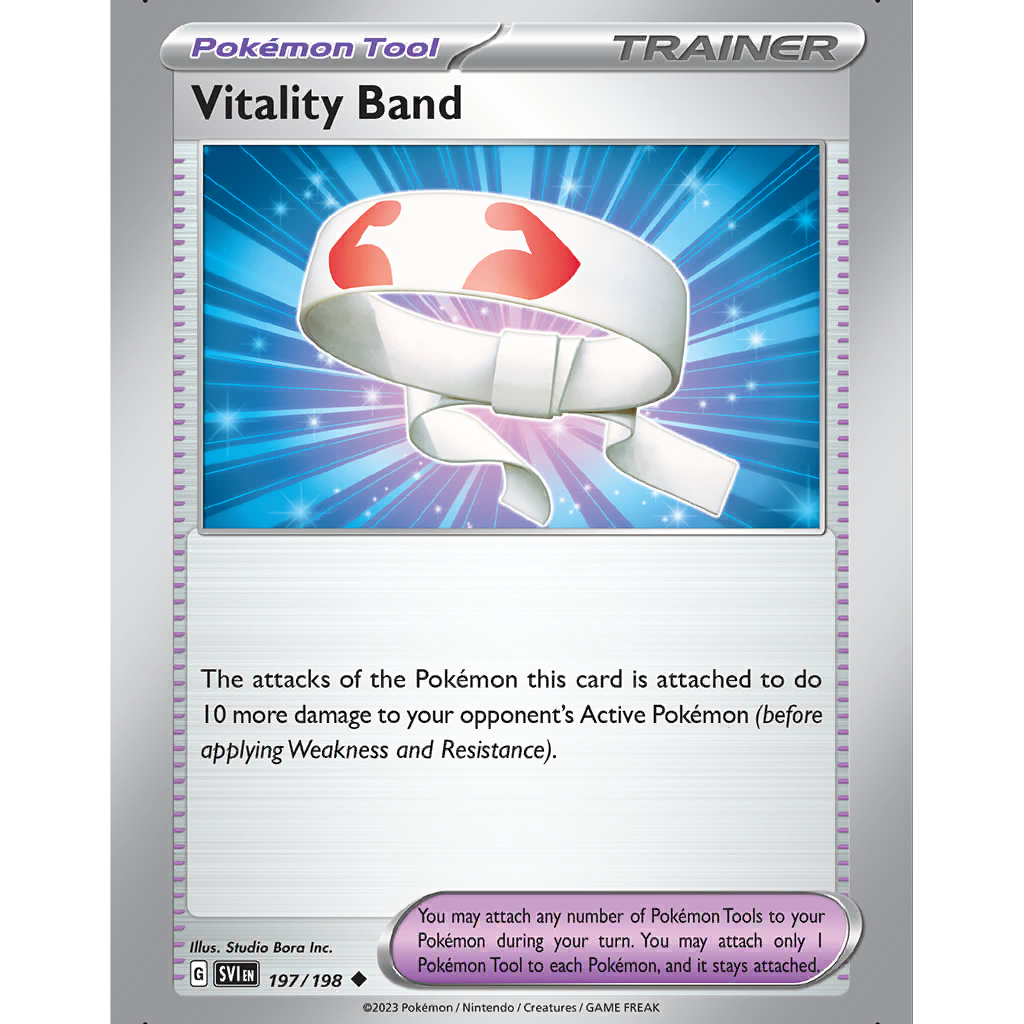 Pokémon Tool
TRAINER
Vitality Band
The attacks of the Pokémon this card is attached to do
10 more damage to your opponent's Active Pokémon (before
applying Weakness and Resistance).
You may attach any number of Pokémon Tools to your
Pokémon during your turn. You may attach only 1
Pokémon Tool to each Pokémon, and it stays attached.
Illus. Studio Bora Inc.
G SVI EN 197/198
©2023 Pokémon / Nintendo / Creatures / GAME FREAK